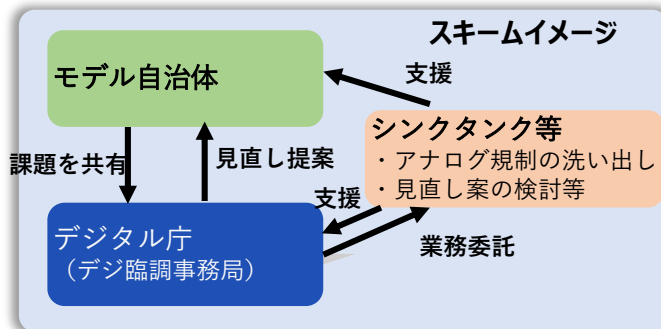 スキームイメージ
モデル自治体
支援
シンクタンク等
・アナログ規制の洗い出し
・見直し案の検討等
課題を共有
見直し提案
支援
デジタル庁
（デジ臨調事務局）
業務委託